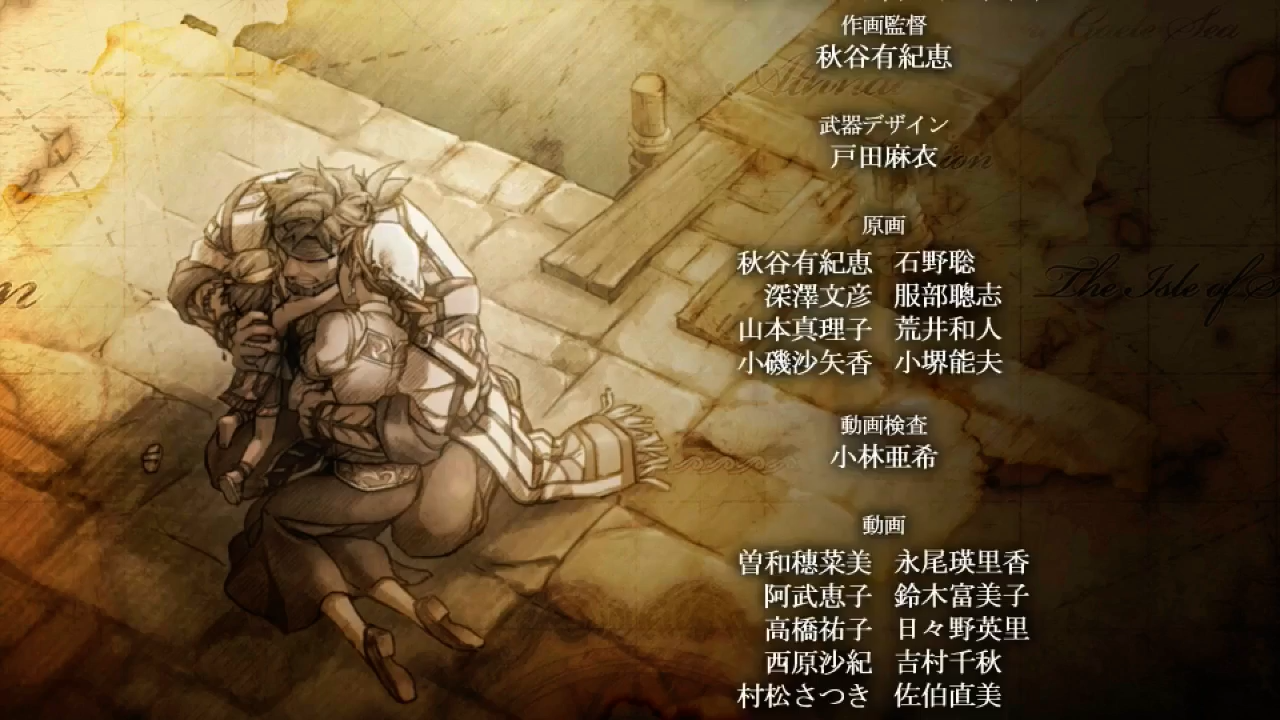 作画監督
秋谷有紀恵
武器デザイン
戸田麻衣
原画
秋谷有紀恵 石野聡
深澤文彦 服部聰志
山本真理子 荒井和人
小磯沙矢香 小堺能夫
動画検査
小林亜希
動画
曽和穂菜美 永尾瑛里香
阿武恵子 鈴木富美子
高橋祐子 日々野英里
西原沙紀 吉村千秋
村松さつき 佐伯直美
The Isle of